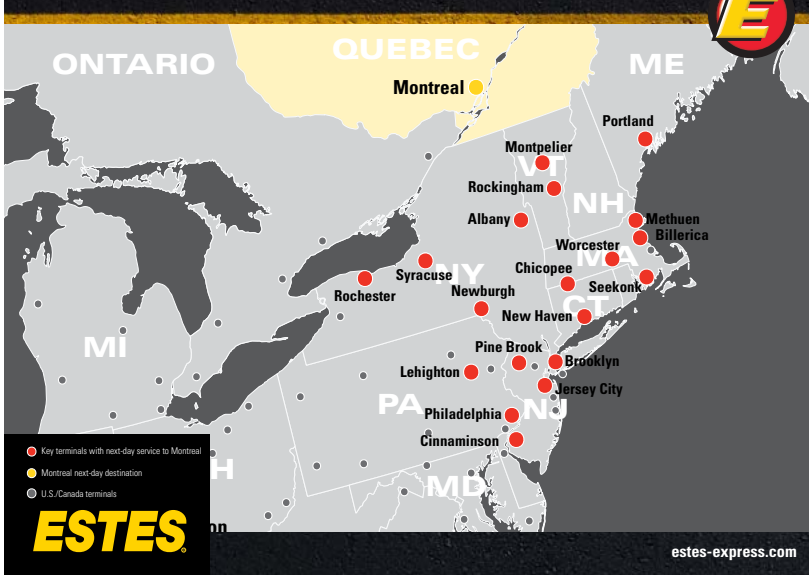 E
ONTARIO
QUEBEC
ME
Montreal
Portland
Montpelier
VT
Rockingham
NH
Albany
Methuen
Billerica
Worcester
MA
Syracuse
NY
Chicopee
Seekonk
Rochester
Newburgh
CT
New Haven
MI
Pine Brook
Brooklyn
Lehighton
Jersey City
PA
Philadelphia
NJ
Cinnaminson
H
MD
Key terminals with next-day service to Montreal
Montreal next-day destination
U.S./Canada terminals
ESTES®
on
estes-express.com